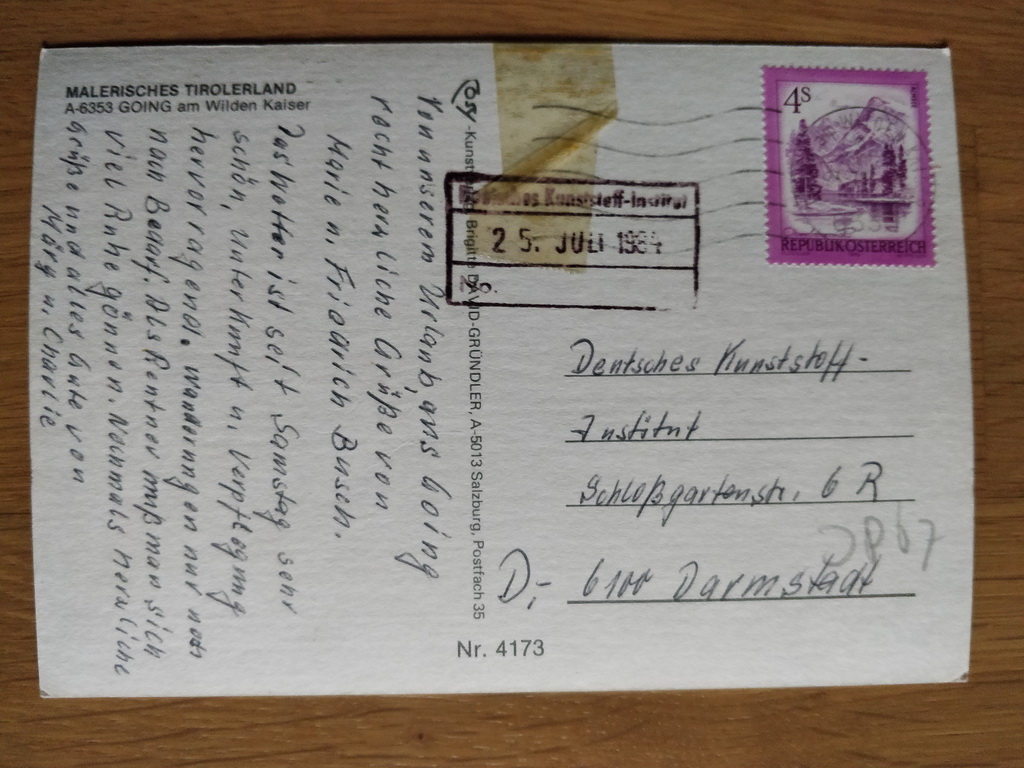 MALERISCHES TIROLERLAND
A-6353 GOING am Wilden Kaiser
Von unserem Urlaub, aus Going
recht herzliche Grüße von
Marie u. Friedrich Busch.
Das Wetter ist seit Samstag sehr
schön, Unterkunft u. Verpflegung
hervorragend. Wanderungen nur nach
Bedarf. Als Rentner muß man sich
viel Ruhe gönnen. Nochmals herzliche
Grüße und alles Gute von
u. Charlie
Brigitte DAVID-GRÜNDLER, A-5013 Salzburg, Postfach 35
Kunststoff-Institut
25. JULI 1984
No.
4S
REPUBLIK ÖSTERREICH
Deutsches Kunststoff-
Institut
Schloßgartenstr. 6 R
D,- 6100 Darmstadt
Nr. 4173